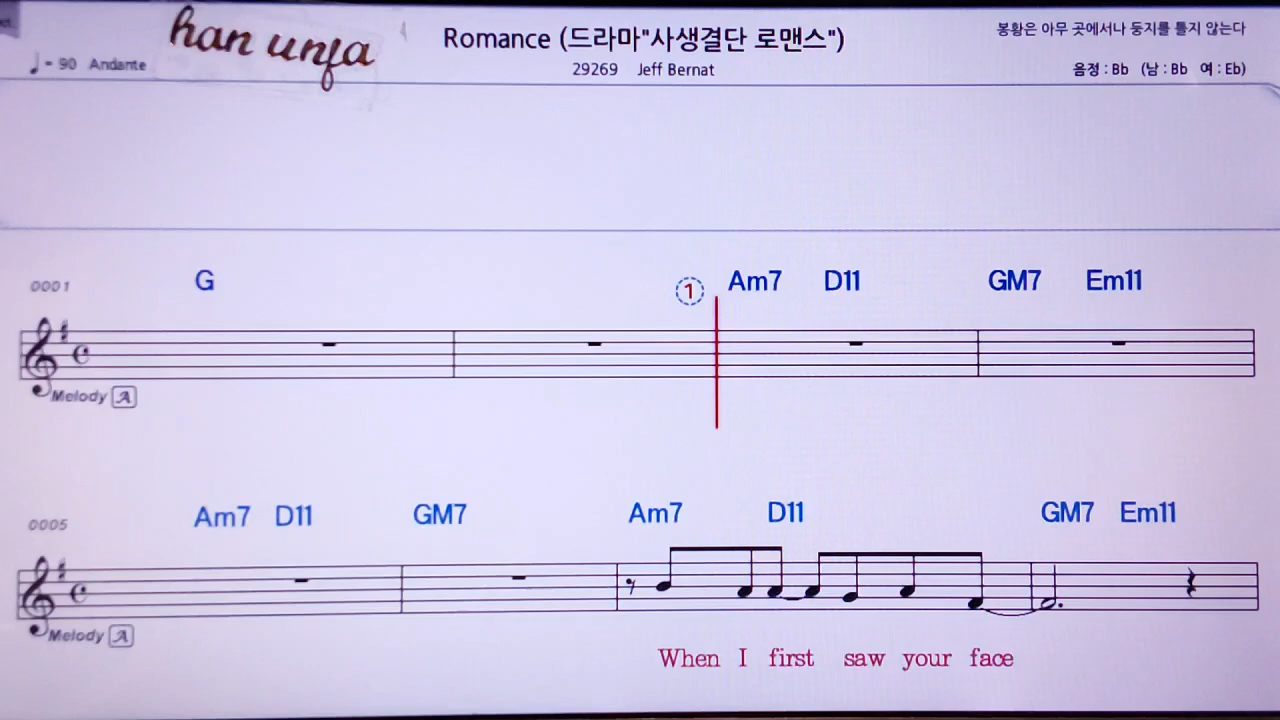 han unfa
Romance (드라마"사생결단 로맨스")
봉황은 아무 곳에서나 둥지를 틀지 않는다
♩= 90 Andante
29269 Jeff Bernat
음정 : Bb (남 : Bb 여 : Eb)
0001 G ① Am7 D11 GM7 Em11
Melody A
0005 Am7 D11 GM7 Am7 D11 GM7 Em11
Melody A
When I first saw your face